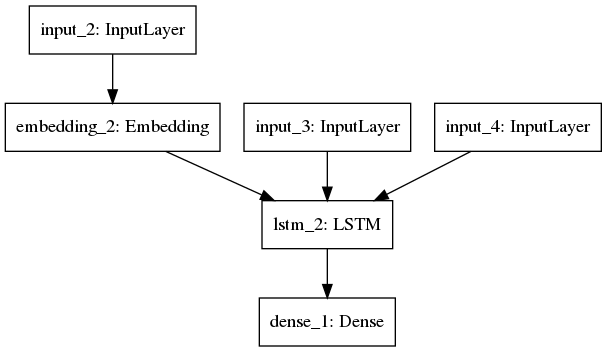 input_2: InputLayer
embedding_2: Embedding
input_3: InputLayer
input_4: InputLayer
lstm_2: LSTM
dense_1: Dense